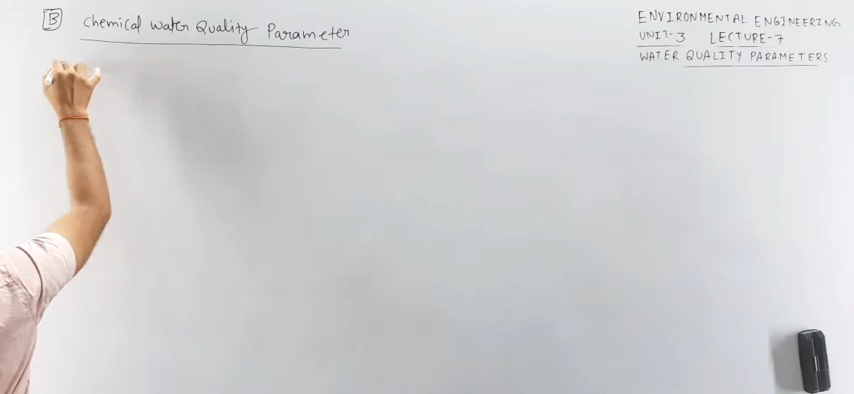 B Chemical Water Quality Parameter
ENVIRONMENTAL ENGINEERING
UNIT-3 LECTURE-7
WATER QUALITY PARAMETERS